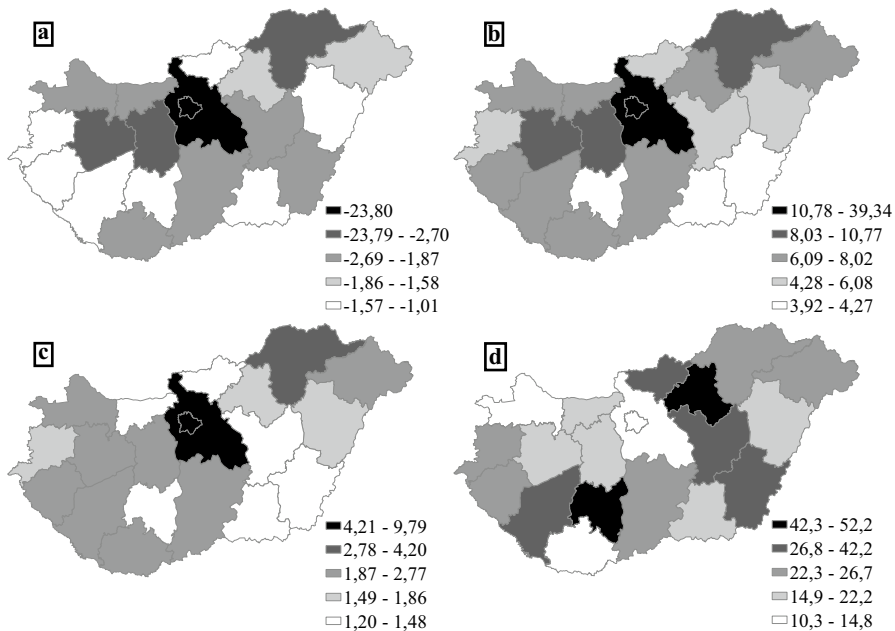 a
-23,80
-23,79 - -2,70
-2,69 - -1,87
-1,86 - -1,58
-1,57 - -1,01
b
10,78 - 39,34
8,03 - 10,77
6,09 - 8,02
4,28 - 6,08
3,92 - 4,27
c
4,21 - 9,79
2,78 - 4,20
1,87 - 2,77
1,49 - 1,86
1,20 - 1,48
d
42,3 - 52,2
26,8 - 42,2
22,3 - 26,7
14,9 - 22,2
10,3 - 14,8